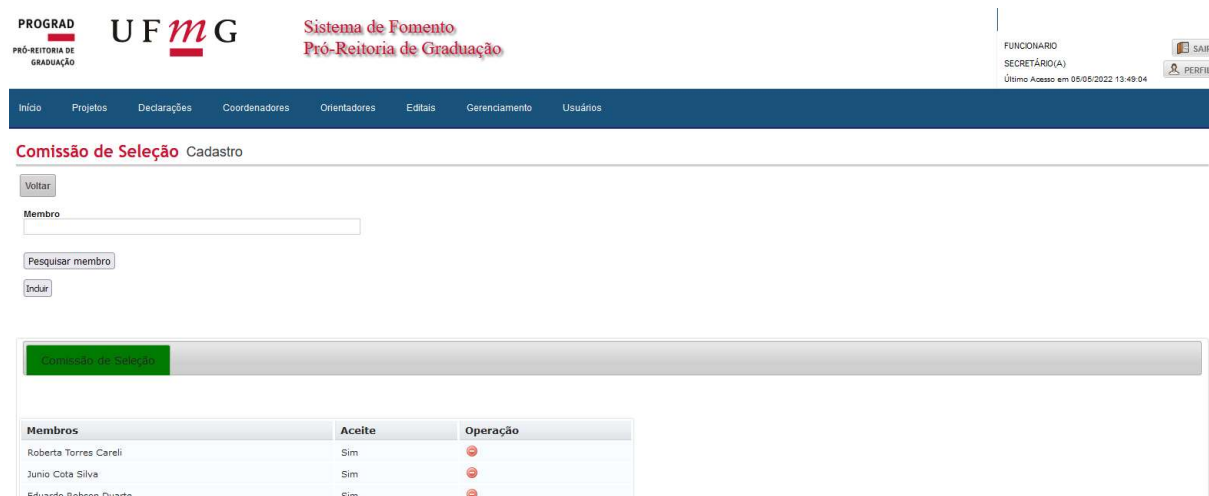 PROGRAD
PRÓ-REITORIA DE
GRADUAÇÃO
UFmG
Sistema de Fomento
Pró-Reitoria de Graduação
FUNCIONARIO
SECRETÁRIO(A)
Último Acesso em 05/05/2022 13:49:04
SAIR
PERFIL
Início Projetos Declarações Coordenadores Orientadores Editais Gerenciamento Usuários
Comissão de Seleção Cadastro
Voltar
Membro
Pesquisar membro
Incluir
Comissão de Seleção
Membros Aceite Operação
Roberta Torres Careli Sim
Junio Cota Silva Sim
Eduardo Robson Duarte Sim